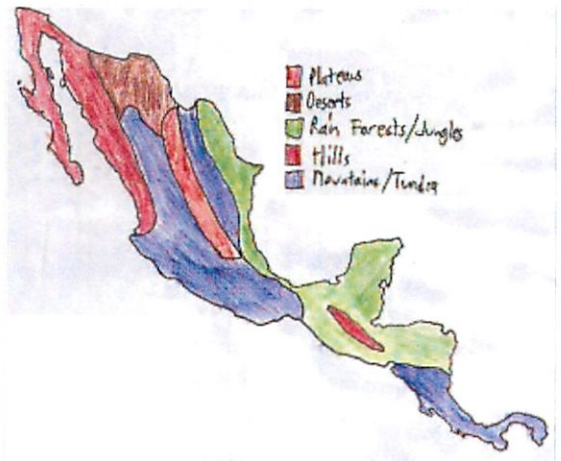 Plateaus
Deserts
Rain Forests/Jungles
Hills
Mountains/Tundra